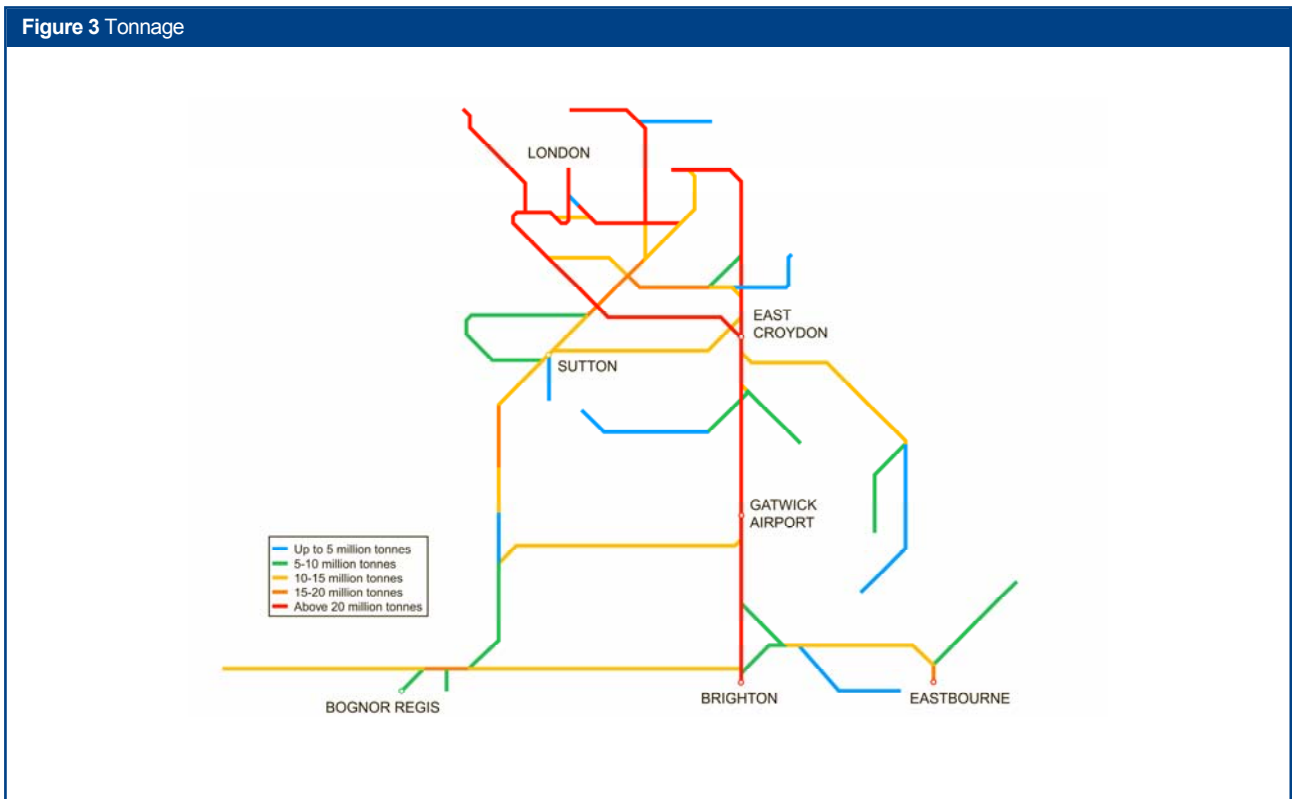 Figure 3 Tonnage
LONDON
EAST
CROYDON
SUTTON
GATWICK
AIRPORT
Up to 5 million tonnes
5-10 million tonnes
10-15 million tonnes
15-20 million tonnes
Above 20 million tonnes
BRIGHTON
EASTBOURNE
BOGNOR REGIS